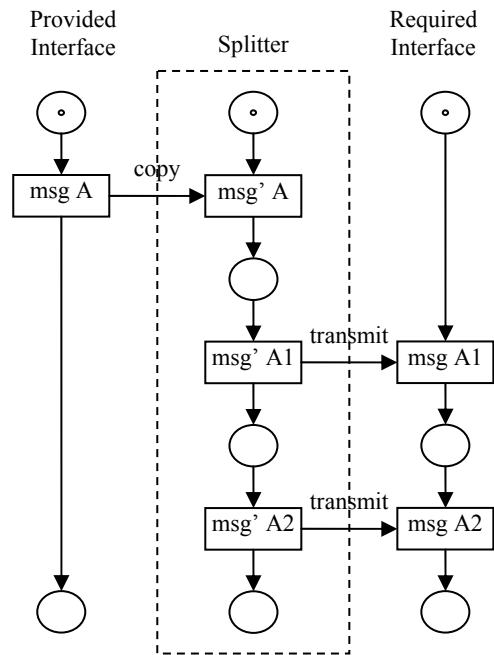 Provided
Interface
Splitter
Required
Interface
copy
msg A
msg’ A
transmit
msg’ A1
msg A1
transmit
msg’ A2
msg A2